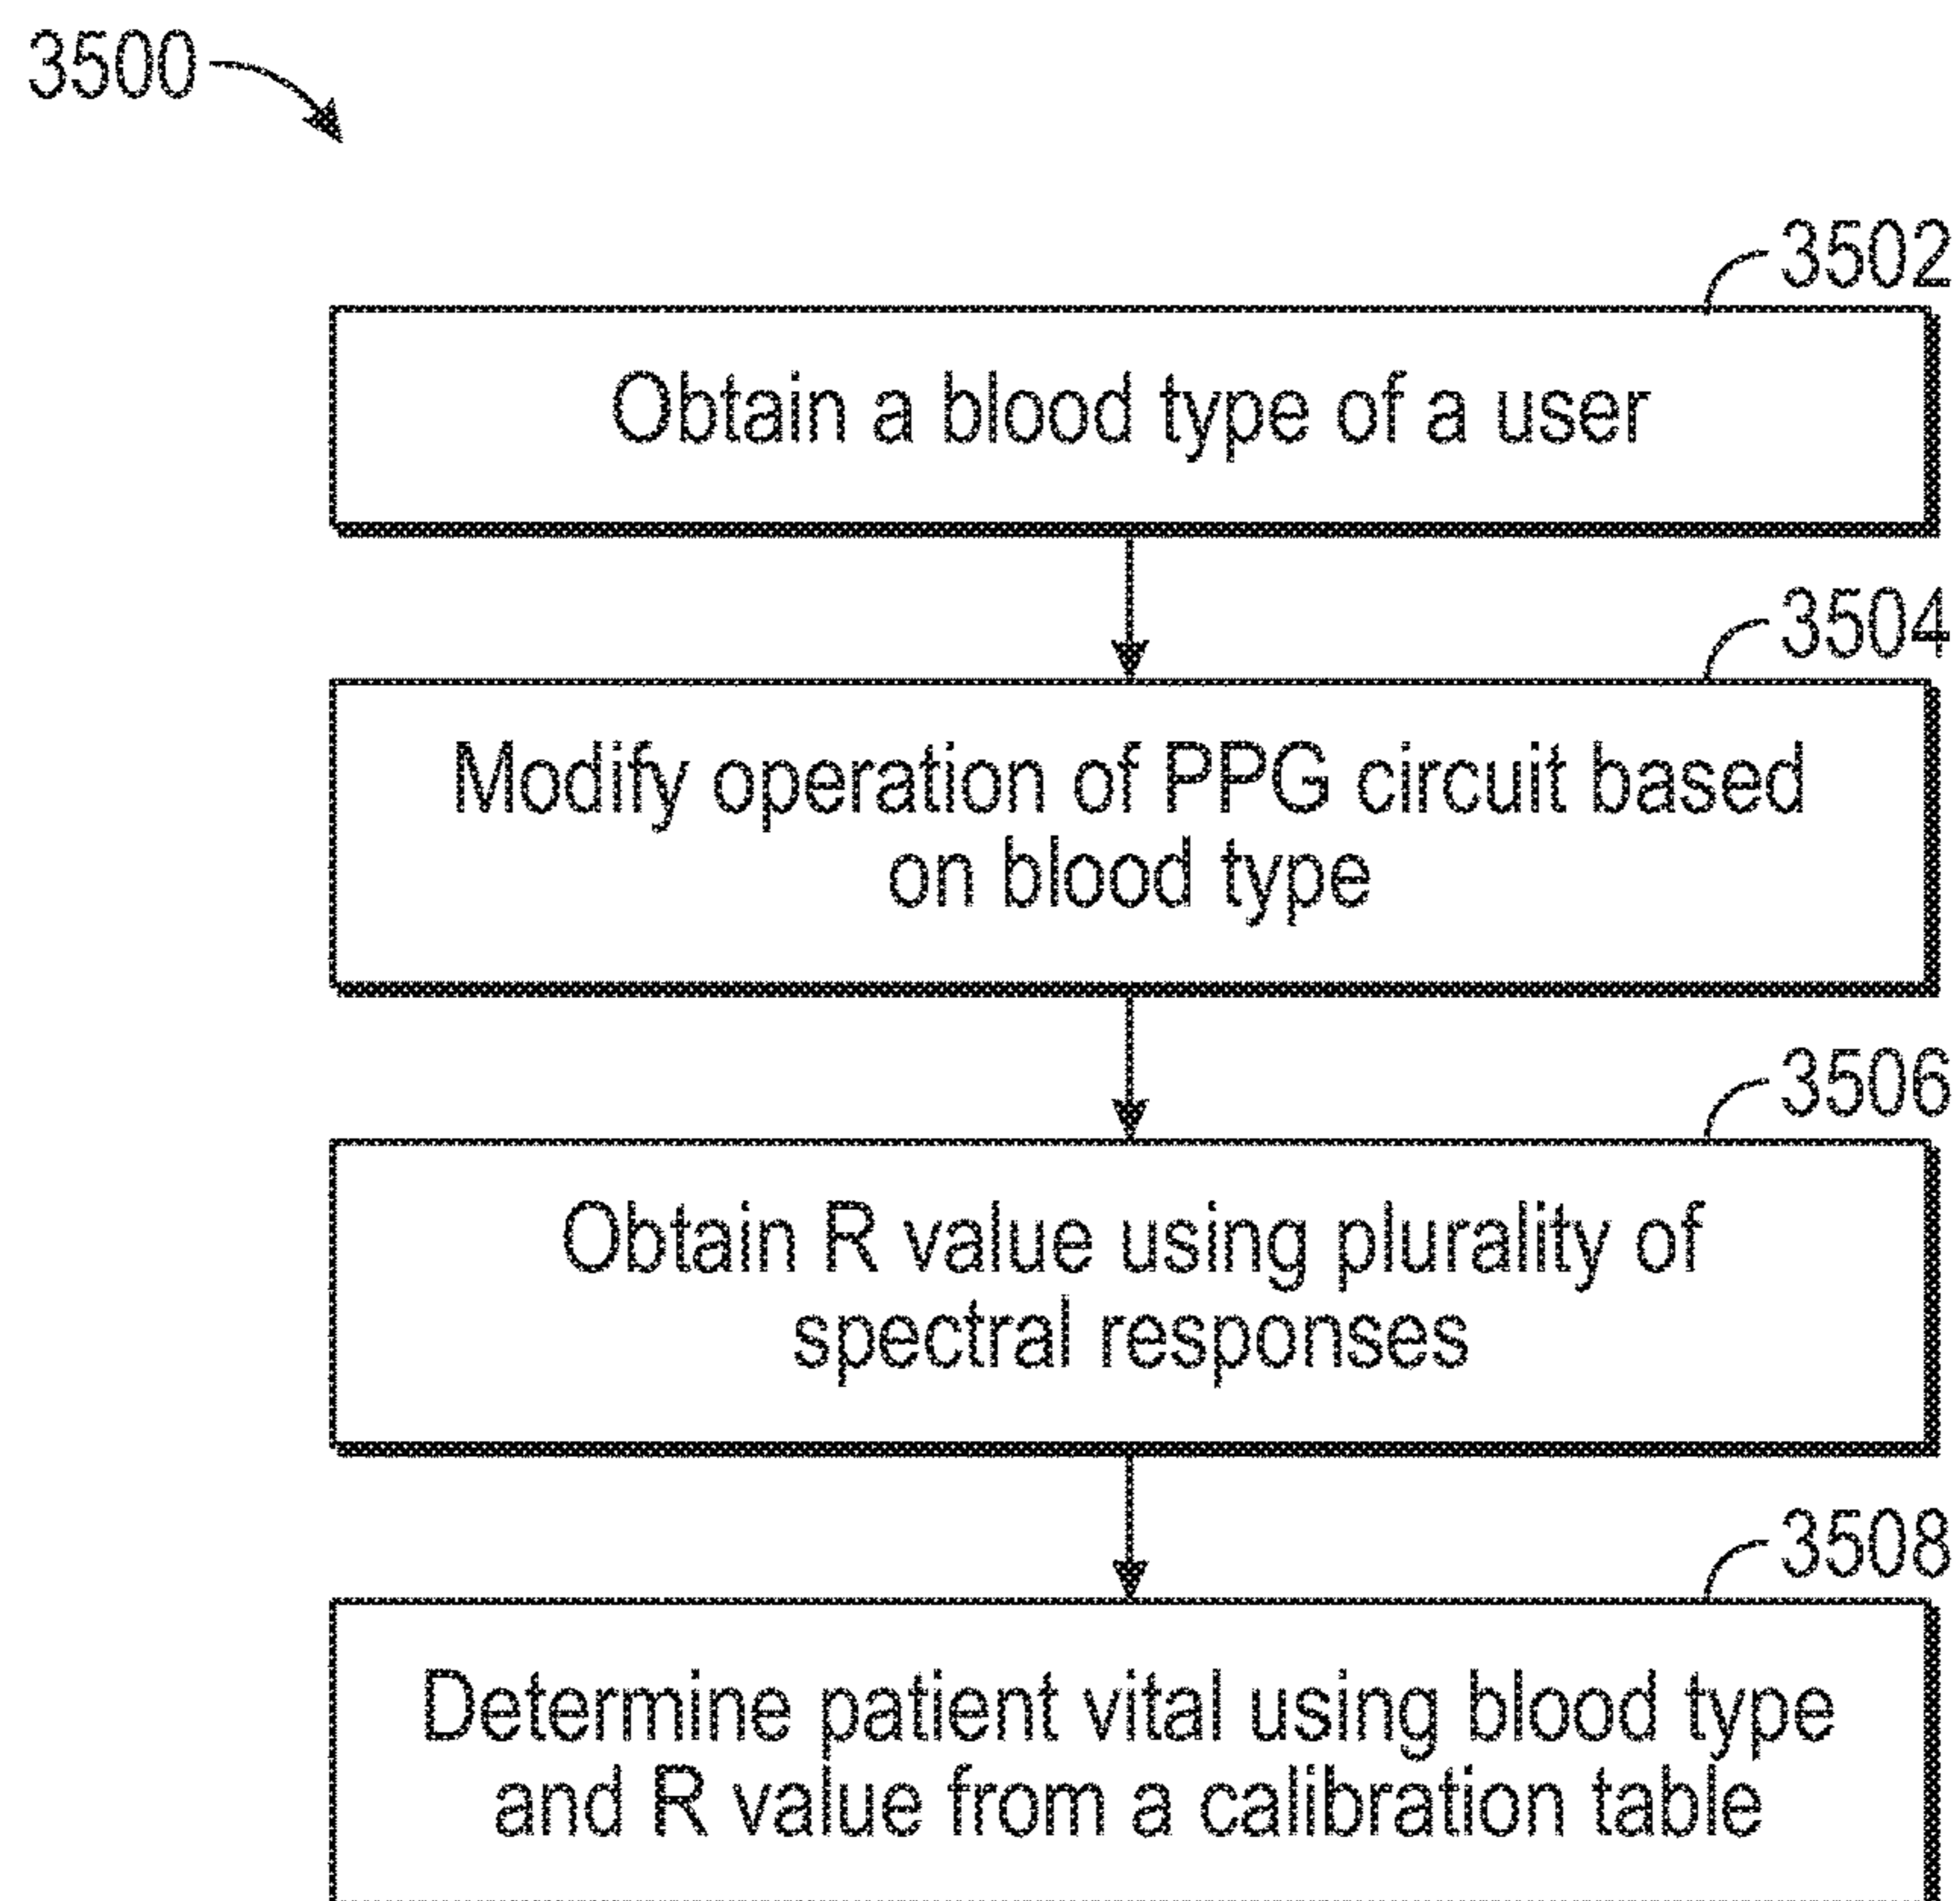 3500
3502
Obtain a blood type of a user
3504
Modify operation of PPG circuit based
on blood type
3506
Obtain R value using plurality of
spectral responses
3508
Determine patient vital using blood type
and R value from a calibration table